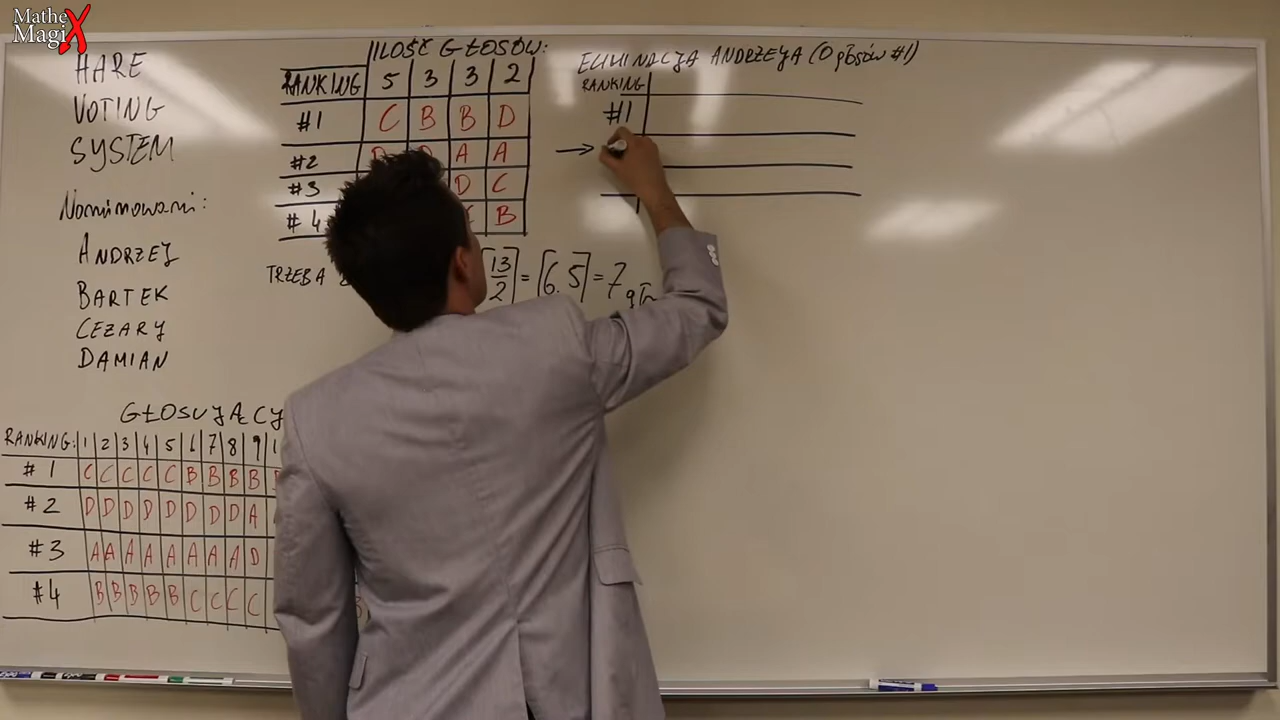 Mathe
MagiX
HARE
VOTING
SYSTEM
Nominowani:
ANDRZEJ
BARTEK
CEZARY
DAMIAN
ILOŚĆ GŁOSÓW:
RANKING 5 3 3 2
#1 C B B D
#2 D D A A
#3 D C
#4 C B
TRZEBA
⌈13/2⌉ = ⌈6.5⌉ = 7
ELIMINACJA ANDRZEJA (0 głosów #1)
RANKING
#1
→
GŁOSUJĄCY
RANKING: 1 2 3 4 5 6 7 8 9 1
#1 C C C C C B B B B
#2 D D D D D D D D A
#3 A A A A A A A A D
#4 B B B B B C C C C